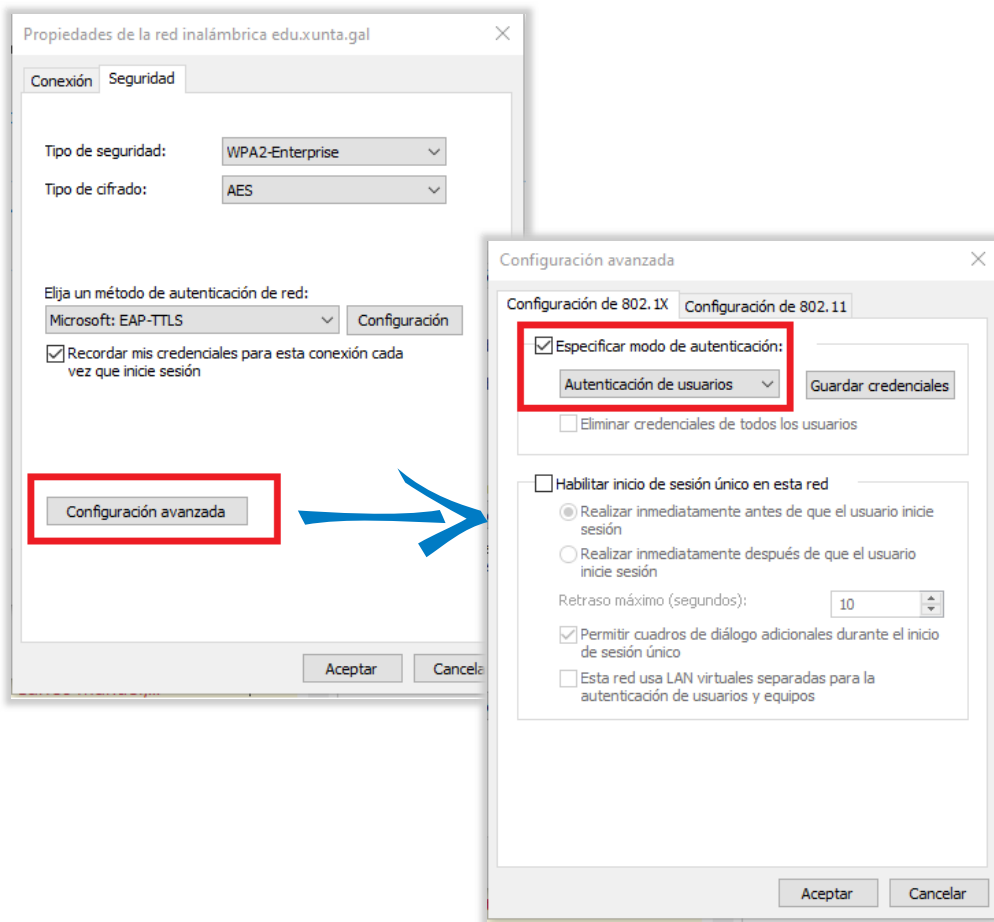 Propiedades de la red inalámbrica edu.xunta.gal
Conexión
Seguridad
Tipo de seguridad:
WPA2-Enterprise
Tipo de cifrado:
AES
Elija un método de autenticación de red:
Microsoft: EAP-TTLS
Configuración
Recordar mis credenciales para esta conexión cada
vez que inicie sesión
Configuración avanzada
Aceptar
Cancela
Configuración avanzada
Configuración de 802.1X
Configuración de 802.11
Especificar modo de autenticación:
Autenticación de usuarios
Guardar credenciales
Eliminar credenciales de todos los usuarios
Habilitar inicio de sesión único en esta red
Realizar inmediatamente antes de que el usuario inicie
sesión
Realizar inmediatamente después de que el usuario
inicie sesión
Retraso máximo (segundos):
10
Permitir cuadros de diálogo adicionales durante el inicio
de sesión único
Esta red usa LAN virtuales separadas para la
autenticación de usuarios y equipos
Aceptar
Cancelar